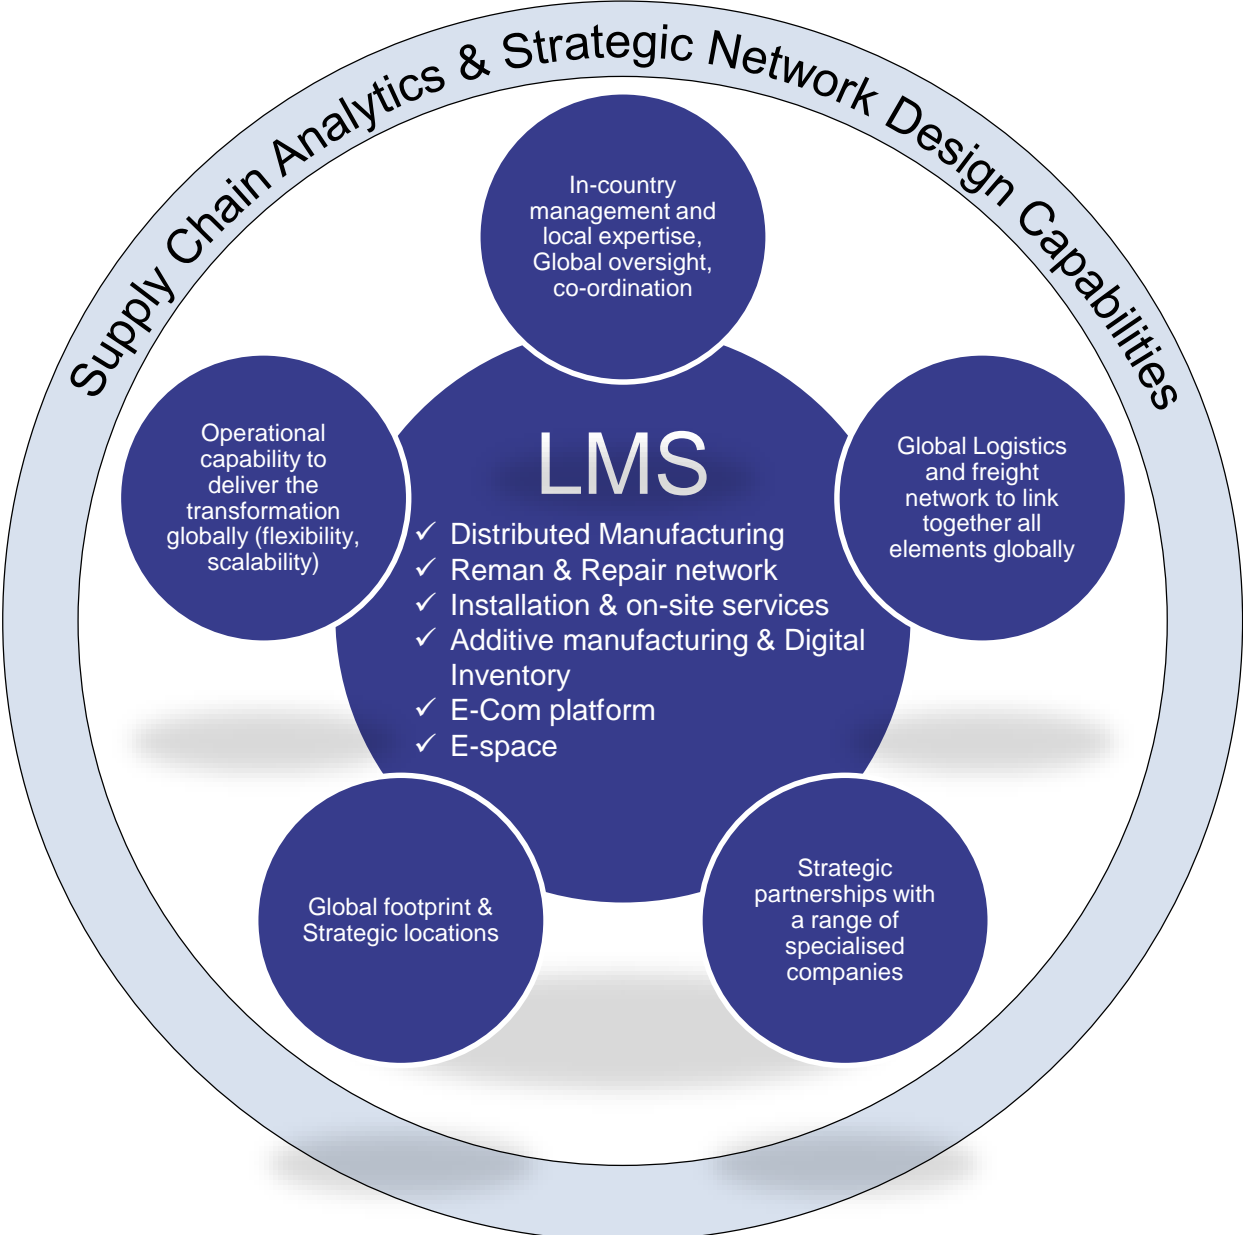 Supply Chain Analytics & Strategic Network Design Capabilities
In-country
management and
local expertise,
Global oversight,
co-ordination
Operational
capability to
deliver the
transformation
globally (flexibility,
scalability)
Global Logistics
and freight
network to link
together all
elements globally
LMS
✓ Distributed Manufacturing
✓ Reman & Repair network
✓ Installation & on-site services
✓ Additive manufacturing & Digital
Inventory
✓ E-Com platform
✓ E-space
Global footprint &
Strategic locations
Strategic
partnerships with
a range of
specialised
companies